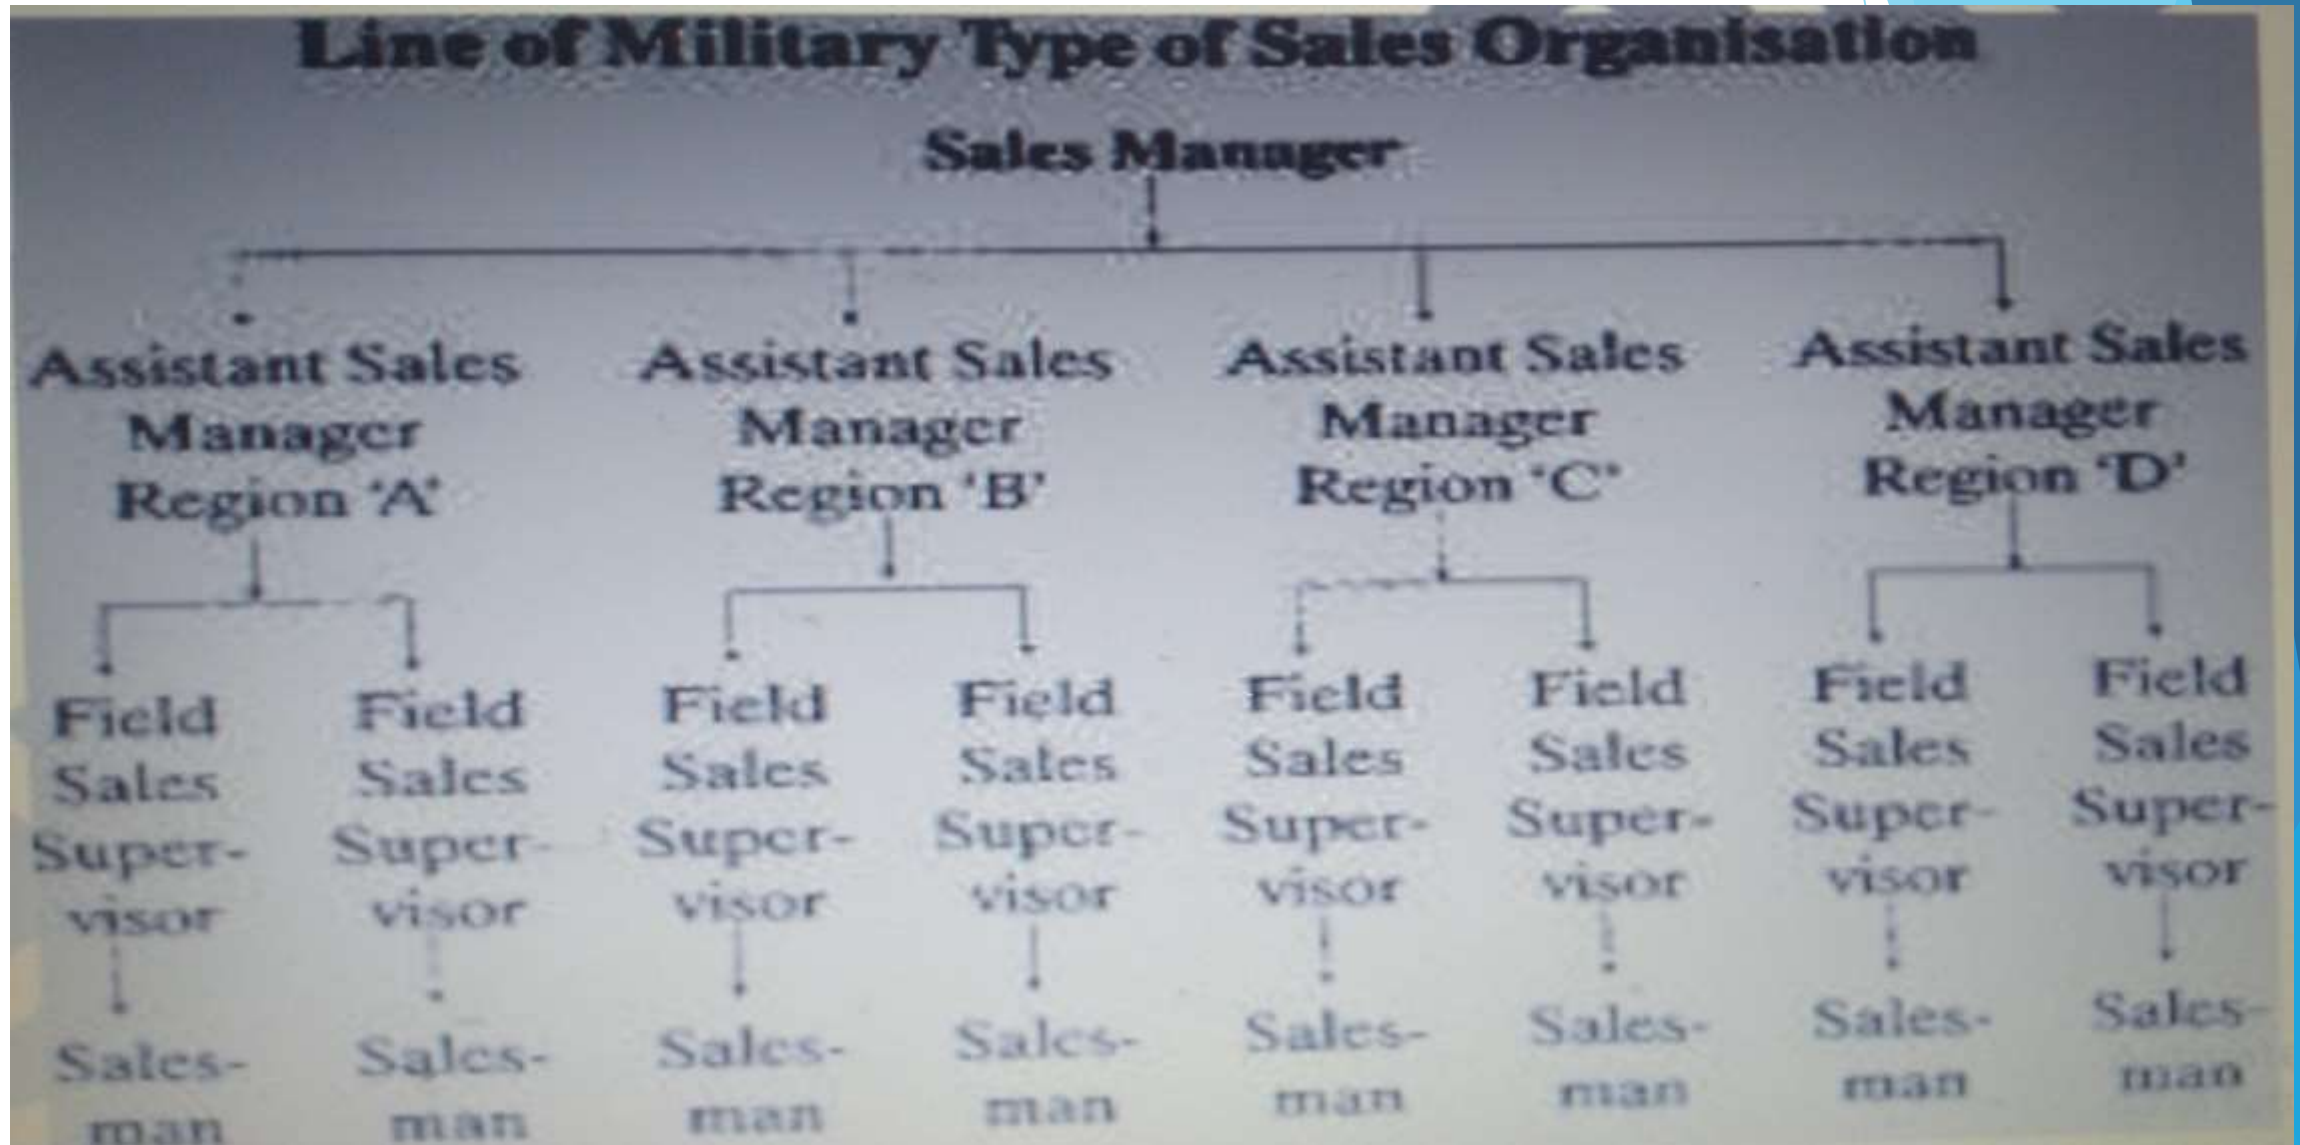 Line of Military Type of Sales Organisation
Sales Manager
Assistant Sales
Manager
Region 'A'
Assistant Sales
Manager
Region 'B'
Assistant Sales
Manager
Region 'C'
Assistant Sales
Manager
Region 'D'
Field
Sales
Super-
visor
Field
Sales
Super-
visor
Field
Sales
Super-
visor
Field
Sales
Super-
visor
Field
Sales
Super-
visor
Field
Sales
Super-
visor
Field
Sales
Super-
visor
Field
Sales
Super-
visor
Sales-
man
Sales-
man
Sales-
man
Sales-
man
Sales-
man
Sales-
man
Sales-
man
Sales-
man